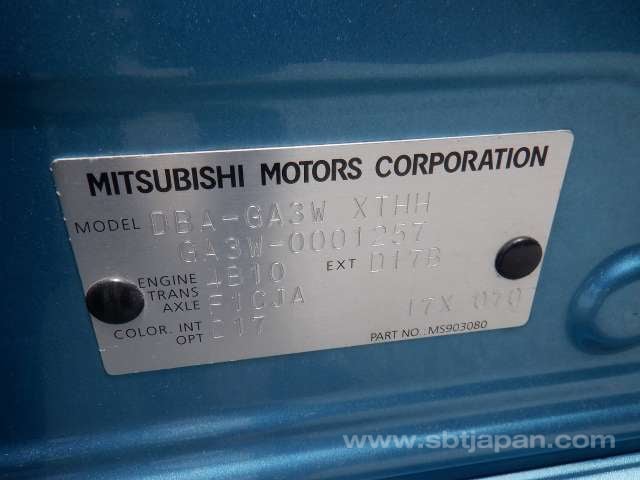 MITSUBISHI MOTORS CORPORATION
MODEL DBA-GA3W XTHH
GA3W-0001257
ENGINE 4B10 EXT D17B
TRANS
AXLE F1CJA
COLOR. INT 17
OPT 17X 070
PART NO.: MS903080
www.sbtjapan.com